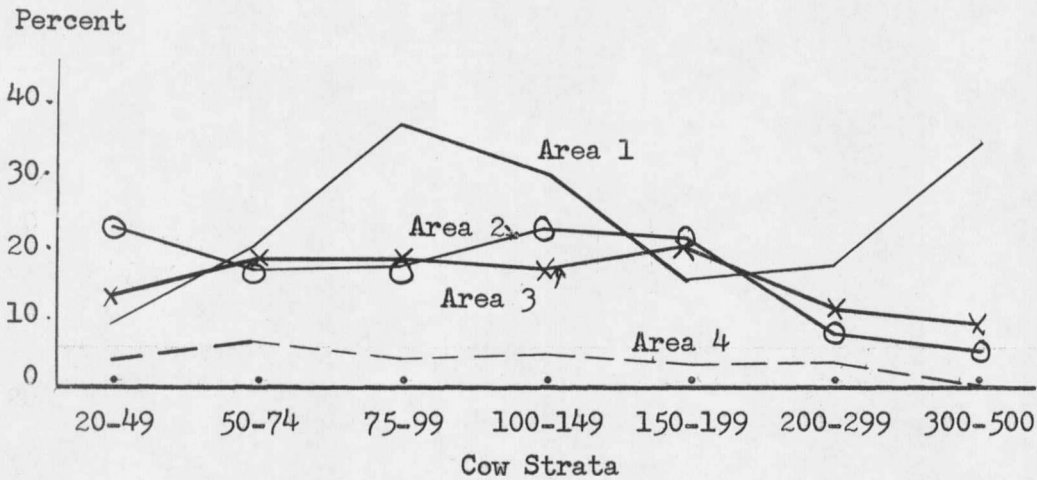 Percent
40.
Area 1
30.
Area 2
20.
Area 3
10.
Area 4
0
20-49 50-74 75-99 100-149 150-199 200-299 300-500
Cow Strata